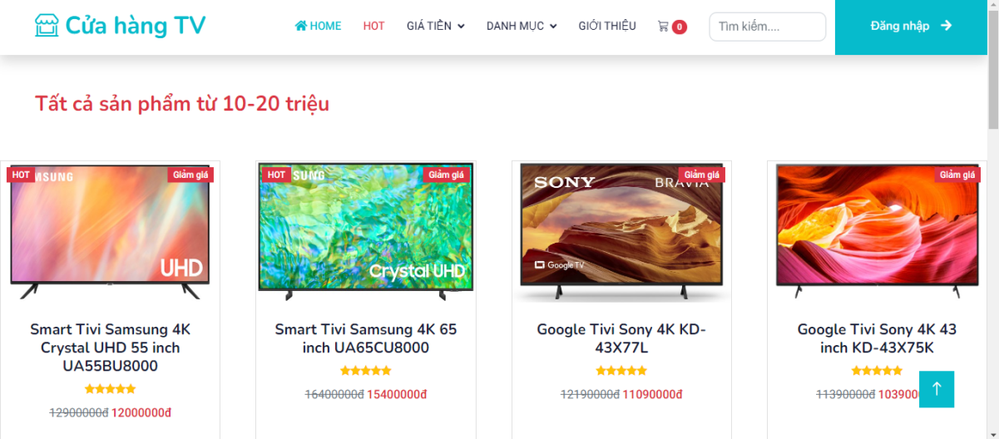 Cửa hàng TV
HOME HOT GIÁ TIỀN DANH MỤC GIỚI THIỆU 0 Tìm kiếm.... Đăng nhập
Tất cả sản phẩm từ 10-20 triệu
HOT MSUNG Giảm giá
UHD
Smart Tivi Samsung 4K
Crystal UHD 55 inch
UA55BU8000
12900000đ 12000000đ
HOT SUNG Giảm giá
Crystal UHD
Smart Tivi Samsung 4K 65
inch UA65CU8000
16400000đ 15400000đ
SONY BRAVIA Giảm giá
Google TV
Google Tivi Sony 4K KD-
43X77L
12190000đ 11090000đ
Giảm giá
Google Tivi Sony 4K 43
inch KD-43X75K
11390000đ 103900